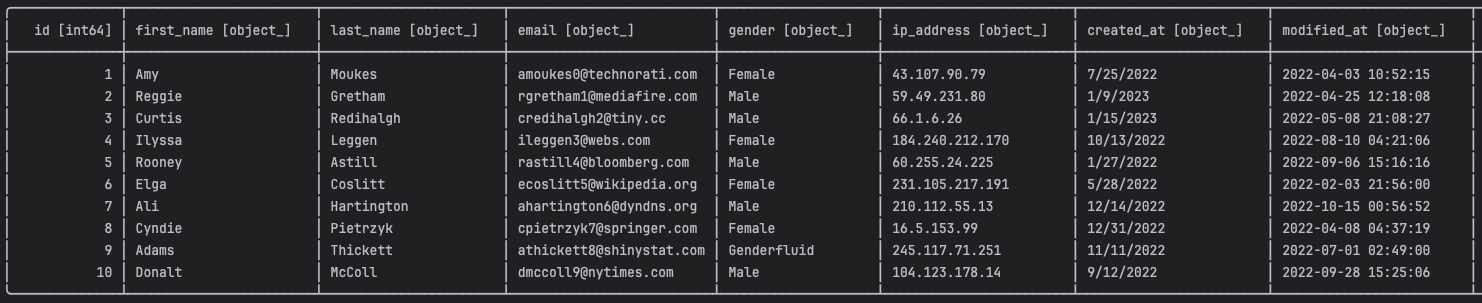 id [int64] first_name [object_] last_name [object_] email [object_] gender [object_] ip_address [object_] created_at [object_] modified_at [object_]
1 Amy Moukes amoukes0@technorati.com Female 43.107.90.79 7/25/2022 2022-04-03 10:52:15
2 Reggie Gretham rgretham1@mediafire.com Male 59.49.231.80 1/9/2023 2022-04-25 12:18:08
3 Curtis Redihalgh credihalgh2@tiny.cc Male 66.1.6.26 1/15/2023 2022-05-08 21:08:27
4 Ilyssa Leggen ileggen3@webs.com Female 184.240.212.170 10/13/2022 2022-08-10 04:21:06
5 Rooney Astill rastill4@bloomberg.com Male 60.255.24.225 1/27/2022 2022-09-06 15:16:16
6 Elga Coslitt ecoslitt5@wikipedia.org Female 231.105.217.191 5/28/2022 2022-02-03 21:56:00
7 Ali Hartington ahartington6@dyndns.org Male 210.112.55.13 12/14/2022 2022-10-15 00:56:52
8 Cyndie Pietrzyk cpietrzyk7@springer.com Female 16.5.153.99 12/31/2022 2022-04-08 04:37:19
9 Adams Thickett athickett8@shinystat.com Genderfluid 245.117.71.251 11/11/2022 2022-07-01 02:49:00
10 Donalt McColl dmccoll9@nytimes.com Male 104.123.178.14 9/12/2022 2022-09-28 15:25:06